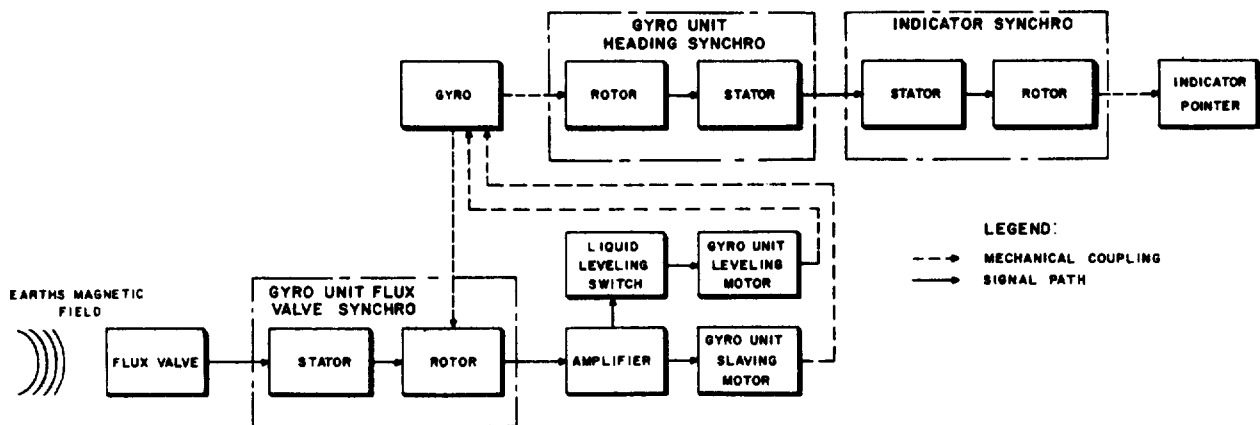 GYRO UNIT
HEADING SYNCHRO
INDICATOR SYNCHRO
GYRO
ROTOR
STATOR
STATOR
ROTOR
INDICATOR
POINTER
LEGEND:
MECHANICAL COUPLING
SIGNAL PATH
LIQUID
LEVELING
SWITCH
GYRO UNIT
LEVELING
MOTOR
EARTHS MAGNETIC
FIELD
GYRO UNIT FLUX
VALVE SYNCHRO
FLUX VALVE
STATOR
ROTOR
AMPLIFIER
GYRO UNIT
SLAVING
MOTOR